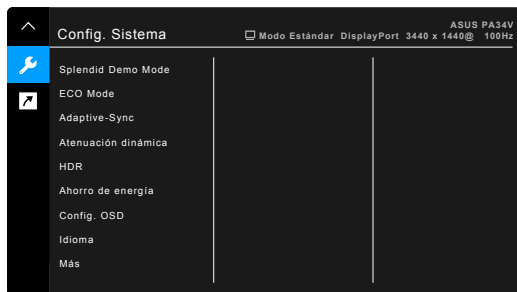 ASUS PA34V
Config. Sistema
Modo Estándar DisplayPort 3440 x 1440@ 100Hz
Splendid Demo Mode
ECO Mode
Adaptive-Sync
Atenuación dinámica
HDR
Ahorro de energía
Config. OSD
Idioma
Más